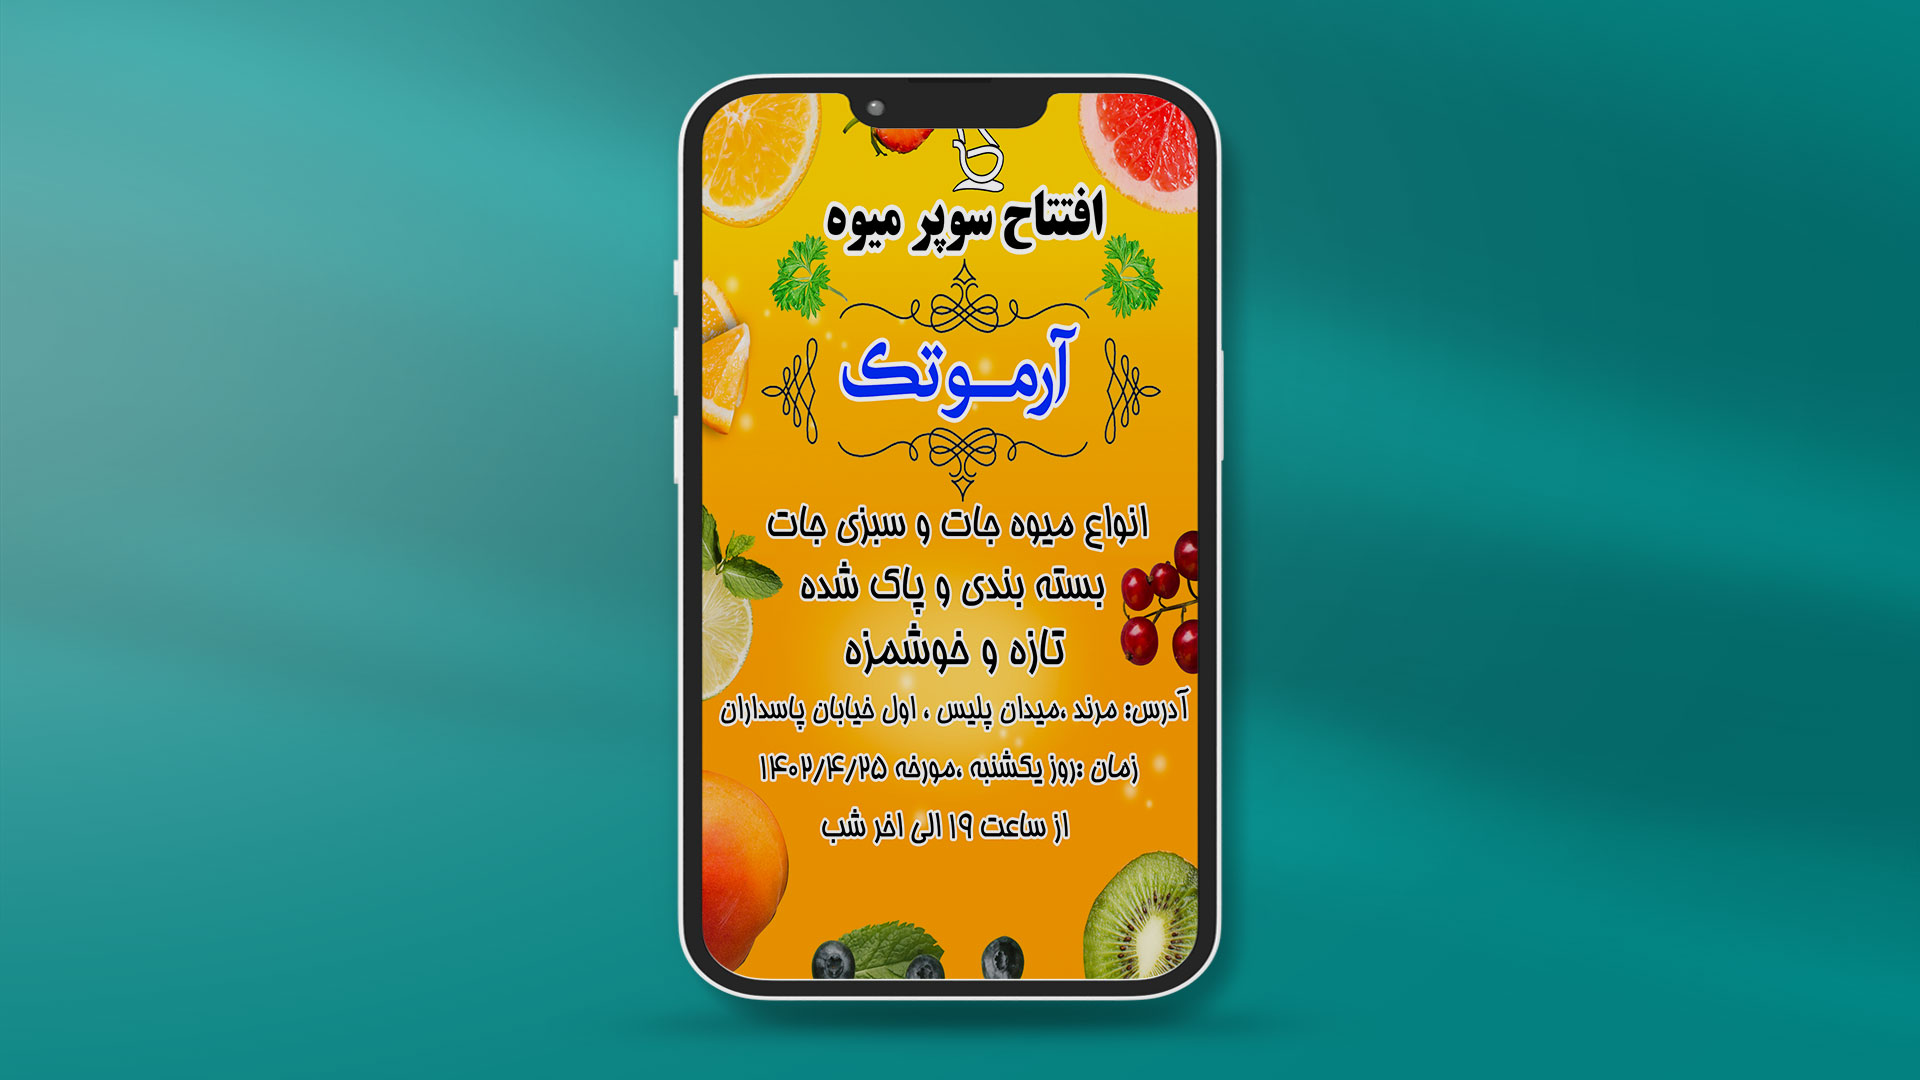 افتتاح سوپر میوه
آرمـوتک
انواع میوه جات و سبزی جات
بسته بندی و پاک شده
تازه و خوشمزه
آدرس: مرند ،میدان پلیس ، اول خیابان پاسداران
زمان :روز یکشنبه ،مورخه ۱۴۰۲/۴/۲۵
از ساعت ۱۹ الی اخر شب